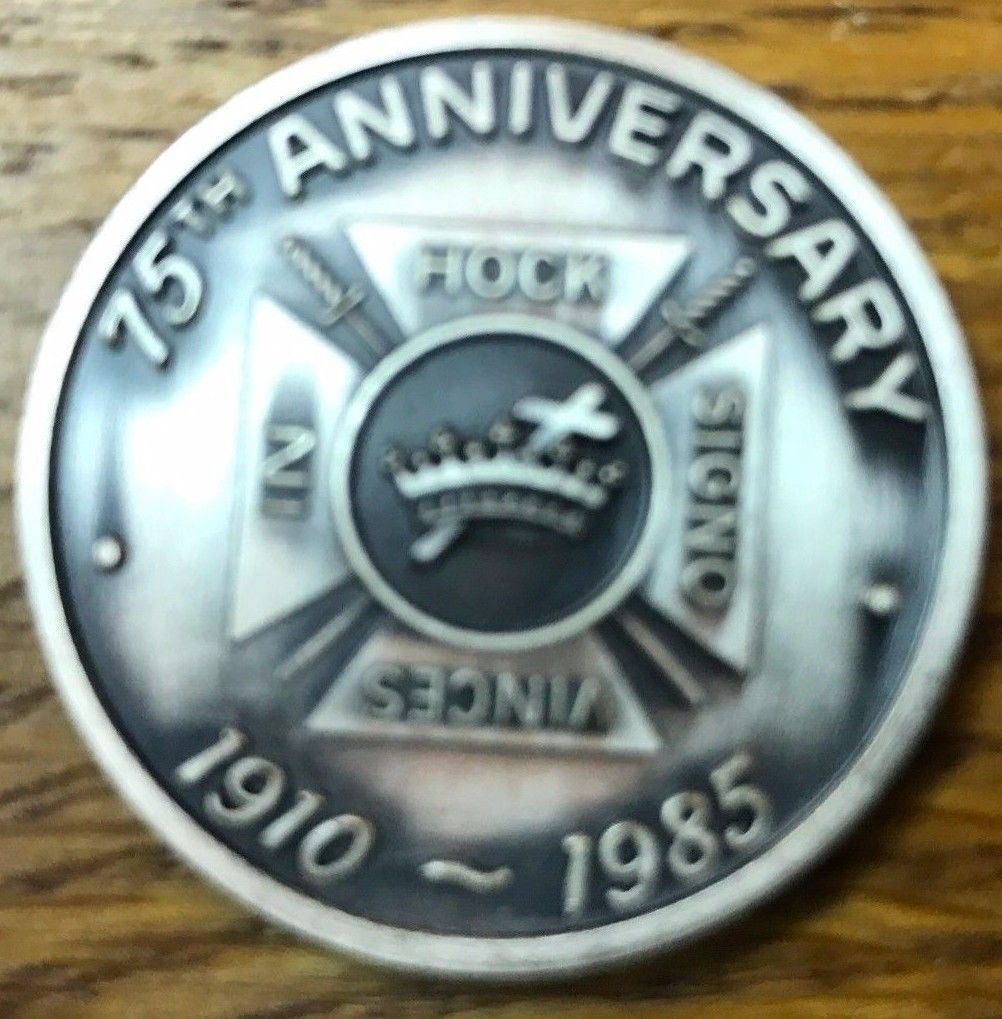 75TH ANNIVERSARY
IN
HOCK
SIGNO
VINCES
1910 ~ 1985